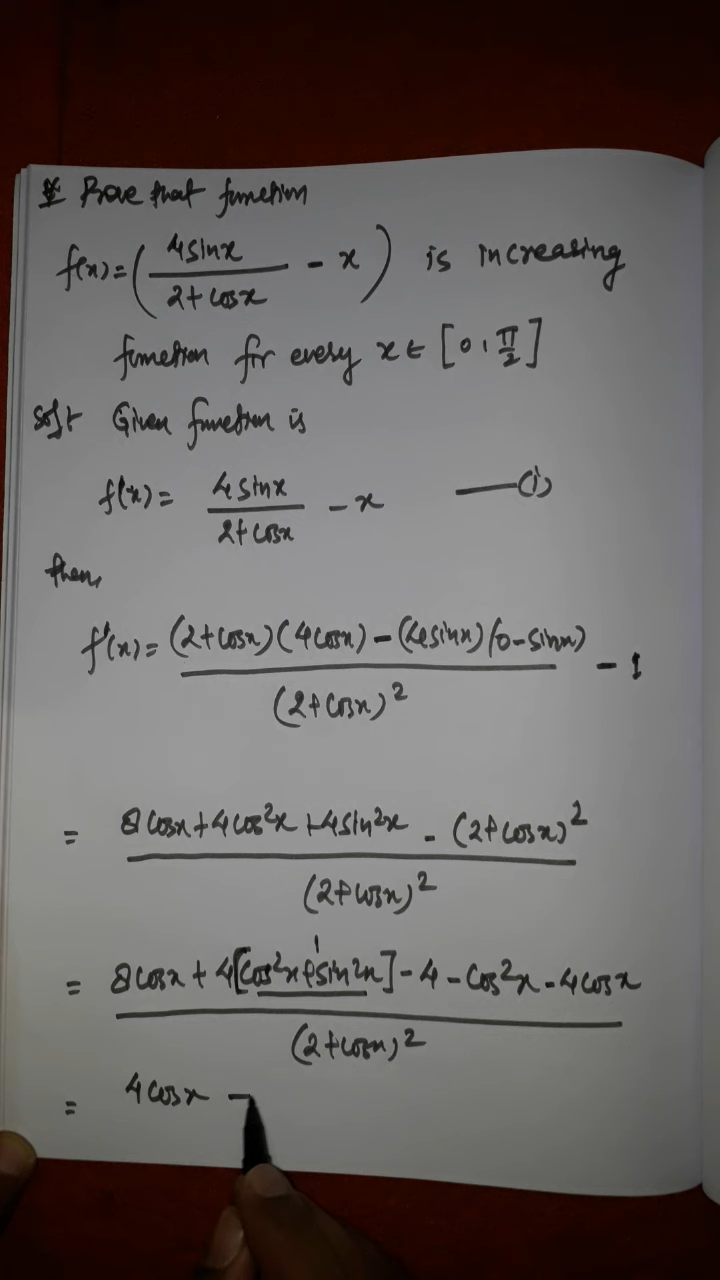 Prove that function
f(x) = ( 4sinx / 2+cosx - x ) is increasing
function for every x ∈ [0, π/2]
Sol: Given function is
f(x) = 4sinx / 2+cosx - x —(i)
then,
f'(x) = (2+cosx)(4cosx) - (4sinx)(0-sinx) / (2+cosx)² - 1
= 8cosx + 4cos²x + 4sin²x - (2+cosx)² / (2+cosx)²
= 8cosx + 4[cos²x+sin²x] - 4 - cos²x - 4cosx / (2+cosx)²
1
= 4cosx -